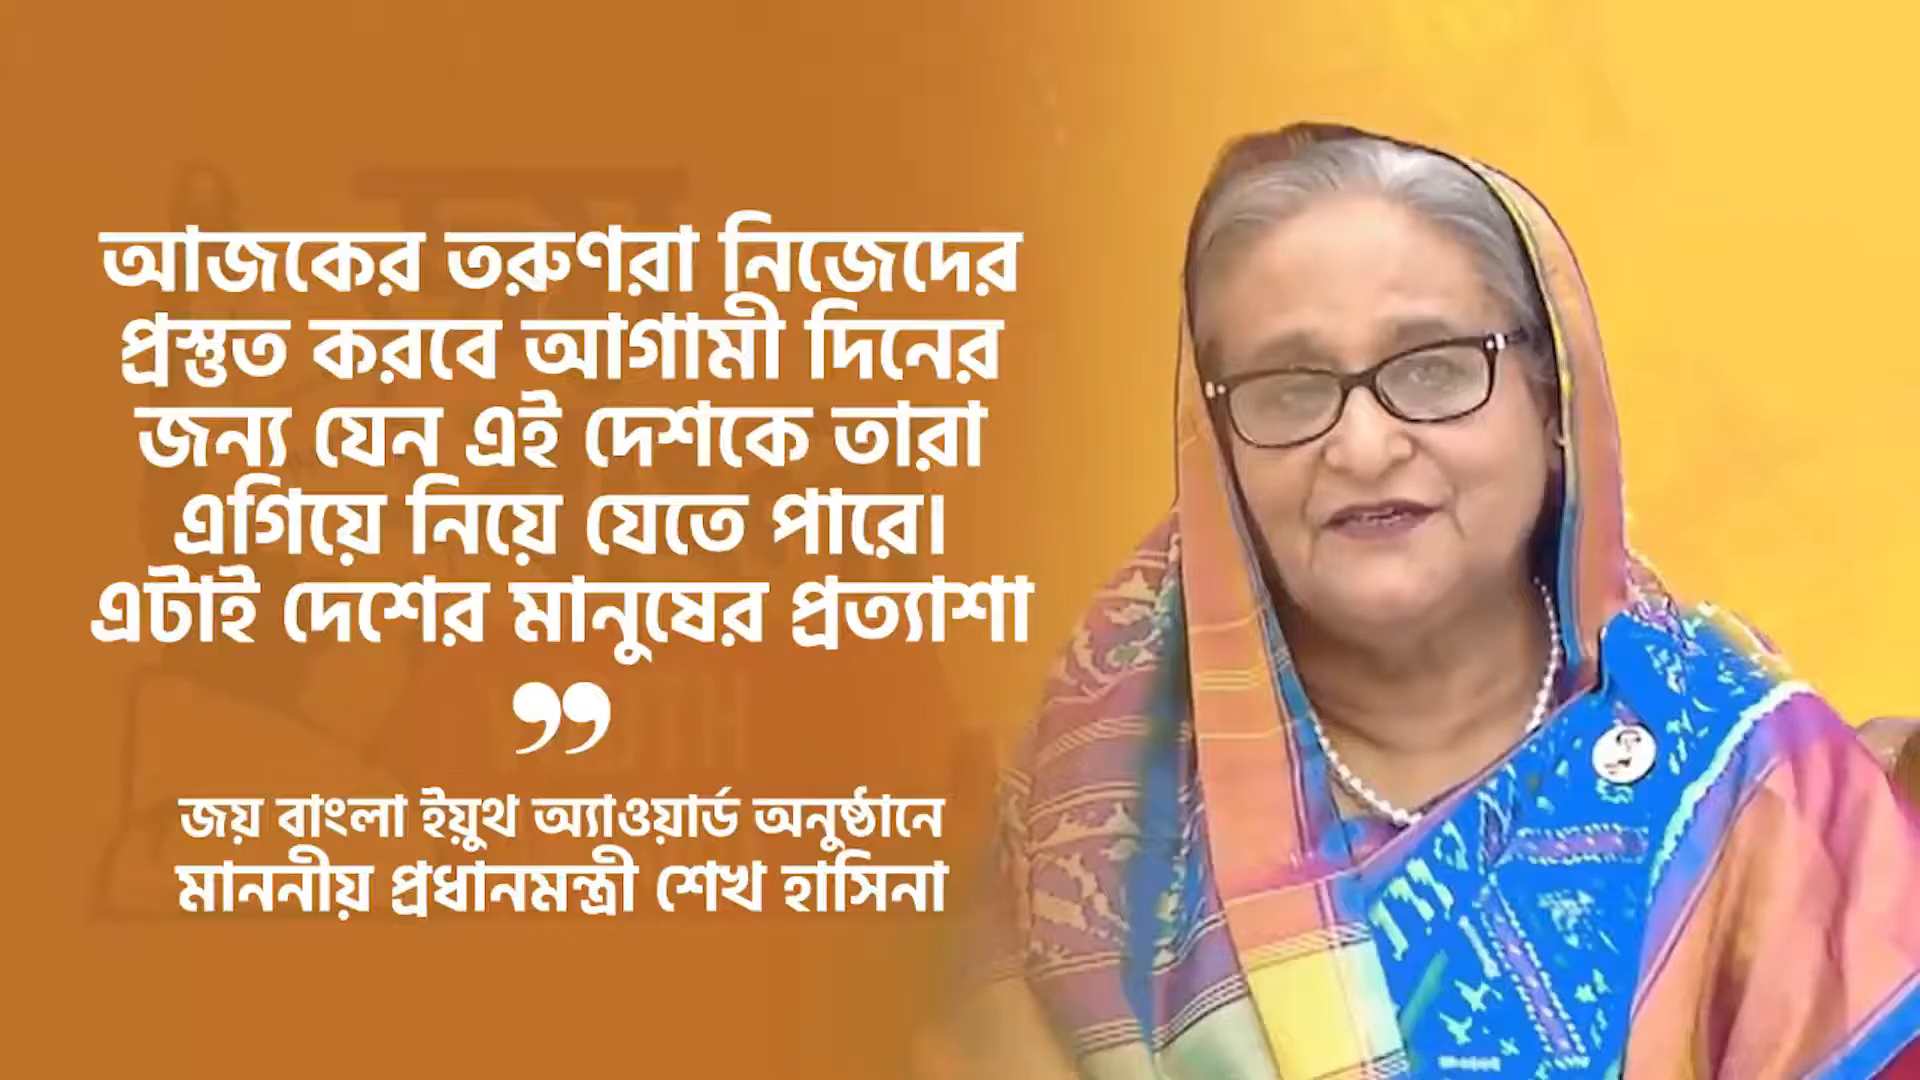 আজকের তরুণরা নিজেদের
প্রস্তুত করবে আগামী দিনের
জন্য যেন এই দেশকে তারা
এগিয়ে নিয়ে যেতে পারে।
এটাই দেশের মানুষের প্রত্যাশা
”
জয় বাংলা ইয়ুথ অ্যাওয়ার্ড অনুষ্ঠানে
মাননীয় প্রধানমন্ত্রী শেখ হাসিনা